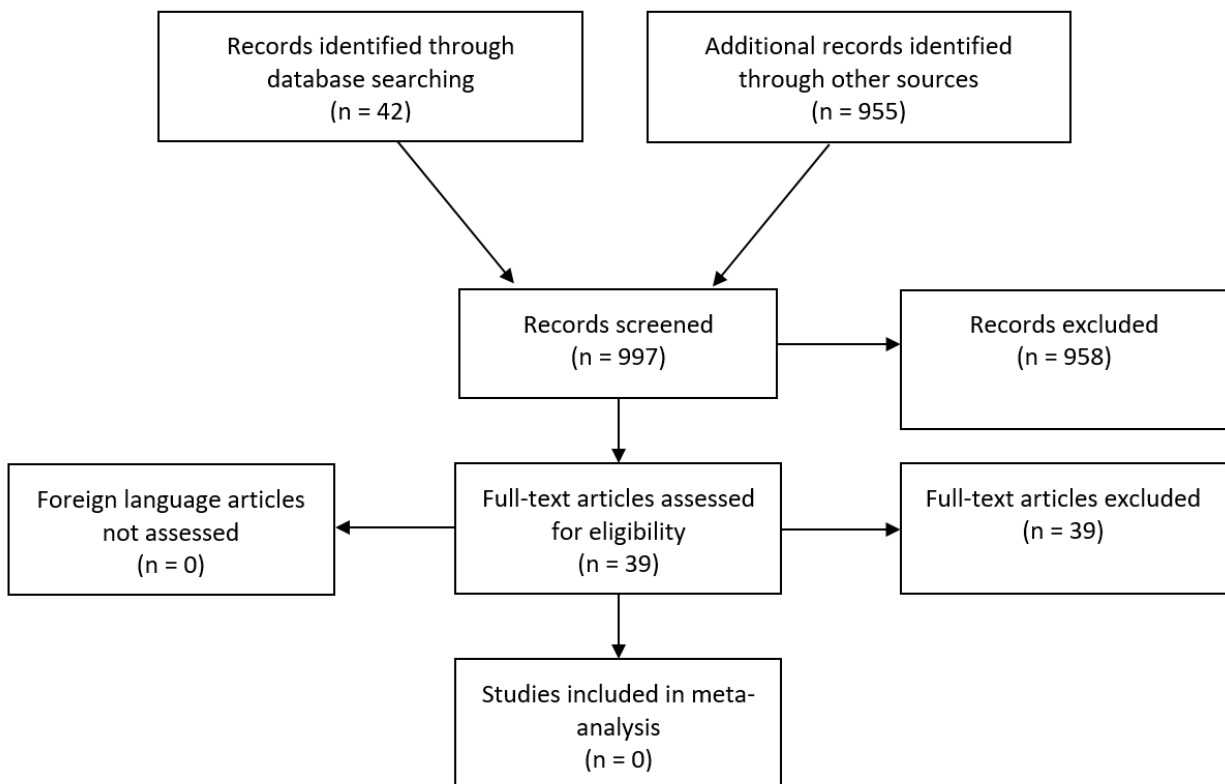 Records identified through
database searching
(n = 42)
Additional records identified
through other sources
(n = 955)
Records screened
(n = 997)
Records excluded
(n = 958)
Foreign language articles
not assessed
(n = 0)
Full-text articles assessed
for eligibility
(n = 39)
Full-text articles excluded
(n = 39)
Studies included in meta-
analysis
(n = 0)